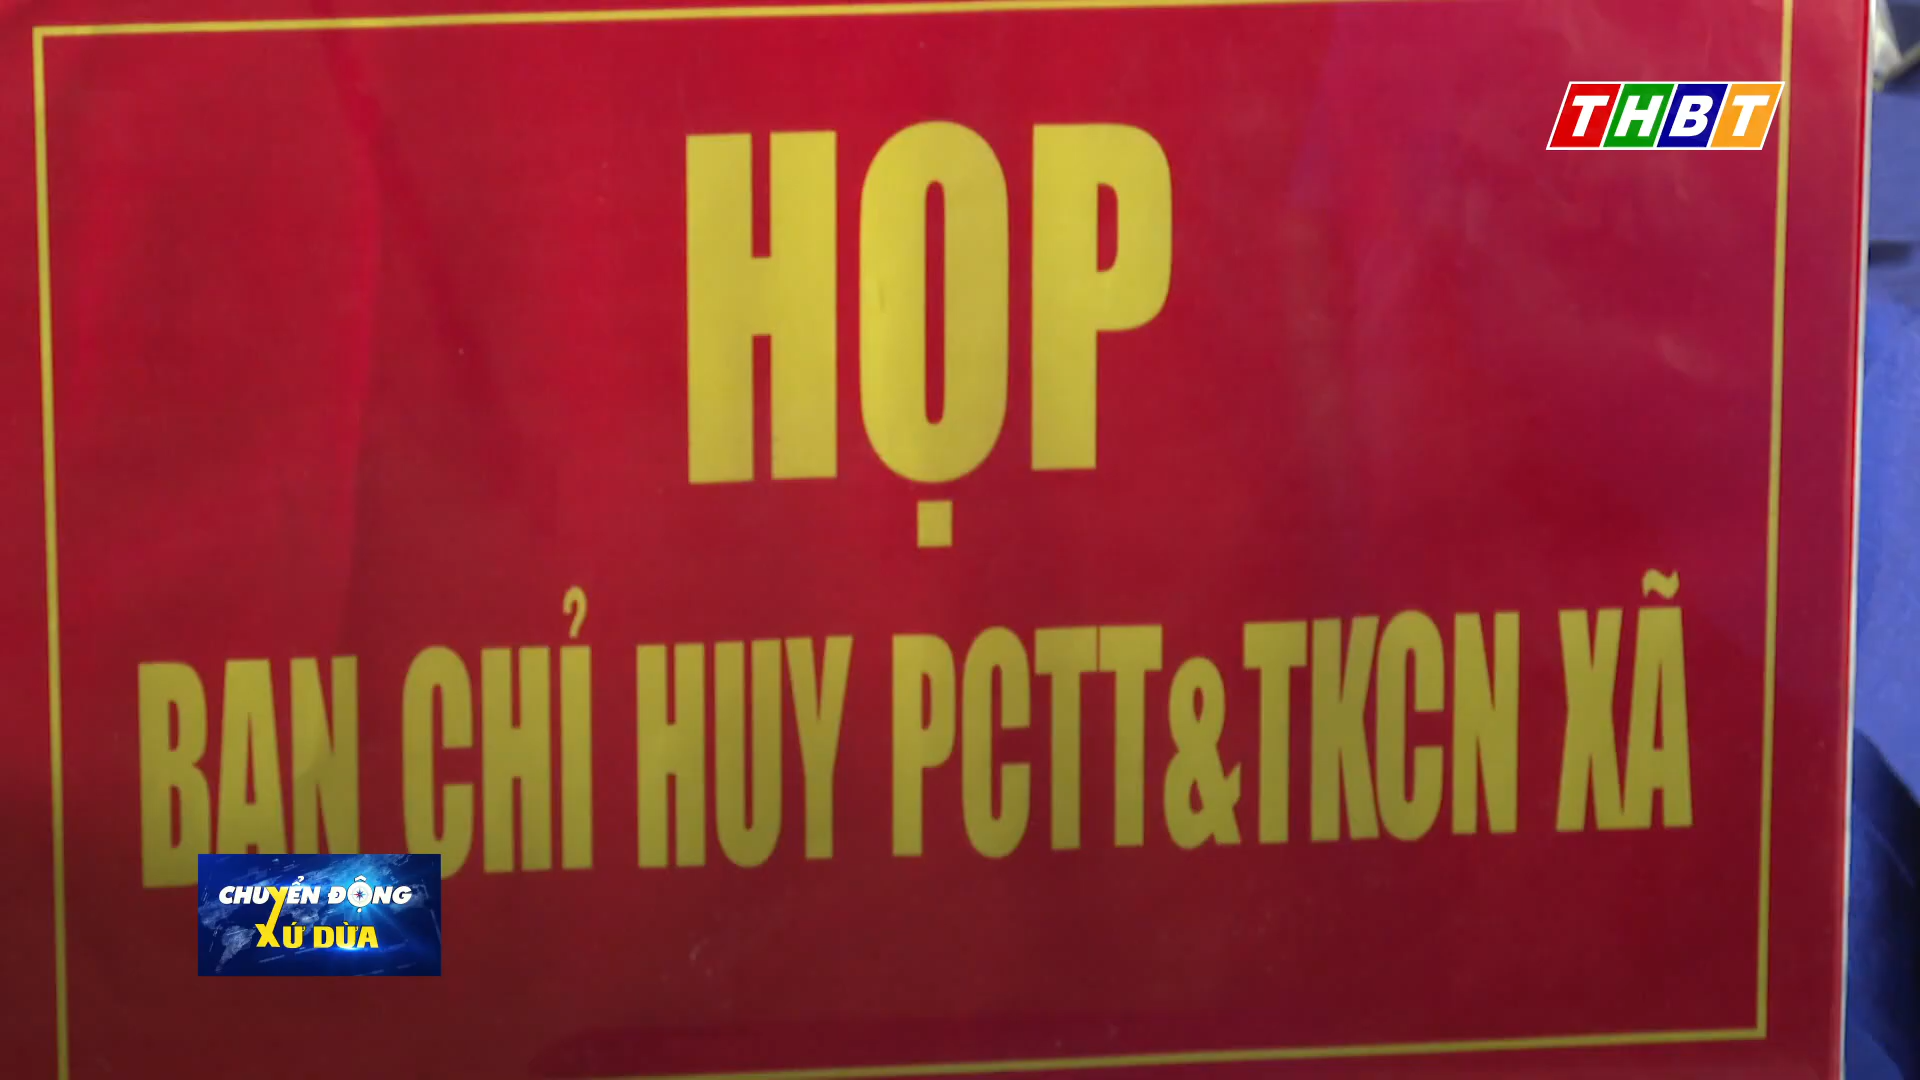 THBT
HỌP
BAN CHỈ HUY PCTT&TKCN XÃ
CHUYỂN ĐỘNG
XỨ DỪA